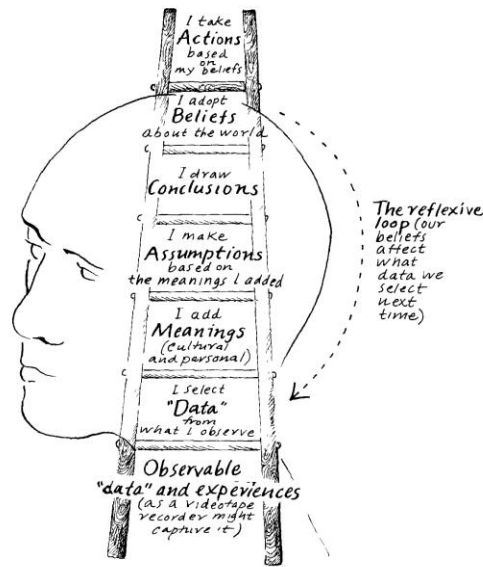 I take
Actions
based
on
my beliefs
I adopt
Beliefs
about the world
I draw
Conclusions
I make
Assumptions
based on
the meanings I added
I add
Meanings
(cultural
and personal)
I select
"Data"
from
what I observe
Observable
"data" and experiences
(as a videotape
recorder might
capture it)
The reflexive
loop (our
beliefs
affect
what
data we
select
next
time)